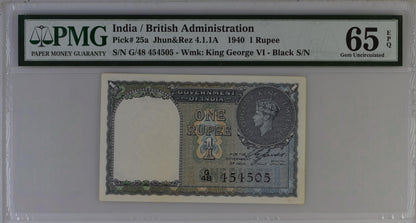 PMG
PAPER MONEY GUARANTY
India / British Administration
Pick# 25a Jhun&Rez 4.1.1A 1940 1 Rupee
S/N G/48 454505 - Wmk: King George VI - Black S/N
65 EPQ
Gem Uncirculated
GOVERNMENT
OF INDIA
ONE
RUPEE
1
G/48 454505